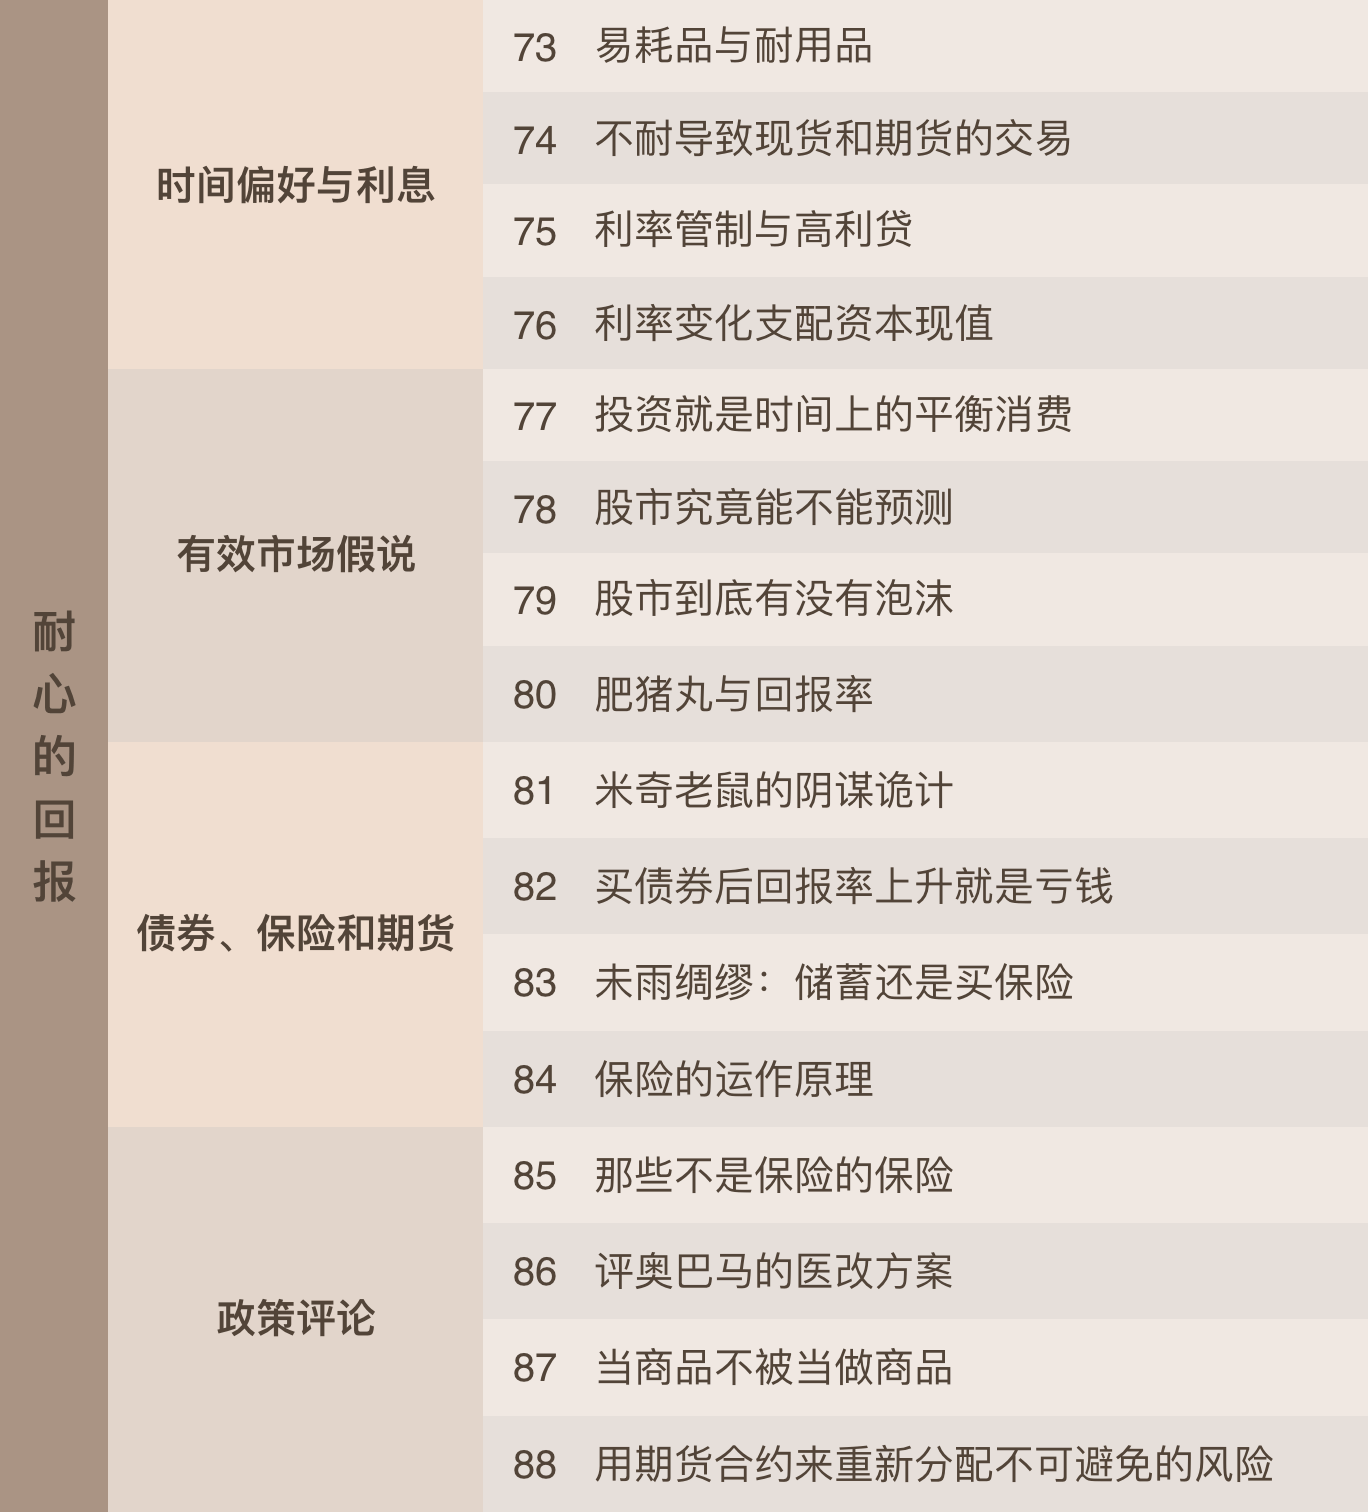 耐心的回报
时间偏好与利息
73 易耗品与耐用品
74 不耐导致现货和期货的交易
75 利率管制与高利贷
76 利率变化支配资本现值
有效市场假说
77 投资就是时间上的平衡消费
78 股市究竟能不能预测
79 股市到底有没有泡沫
80 肥猪丸与回报率
债券、保险和期货
81 米奇老鼠的阴谋诡计
82 买债券后回报率上升就是亏钱
83 未雨绸缪：储蓄还是买保险
84 保险的运作原理
政策评论
85 那些不是保险的保险
86 评奥巴马的医改方案
87 当商品不被当做商品
88 用期货合约来重新分配不可避免的风险